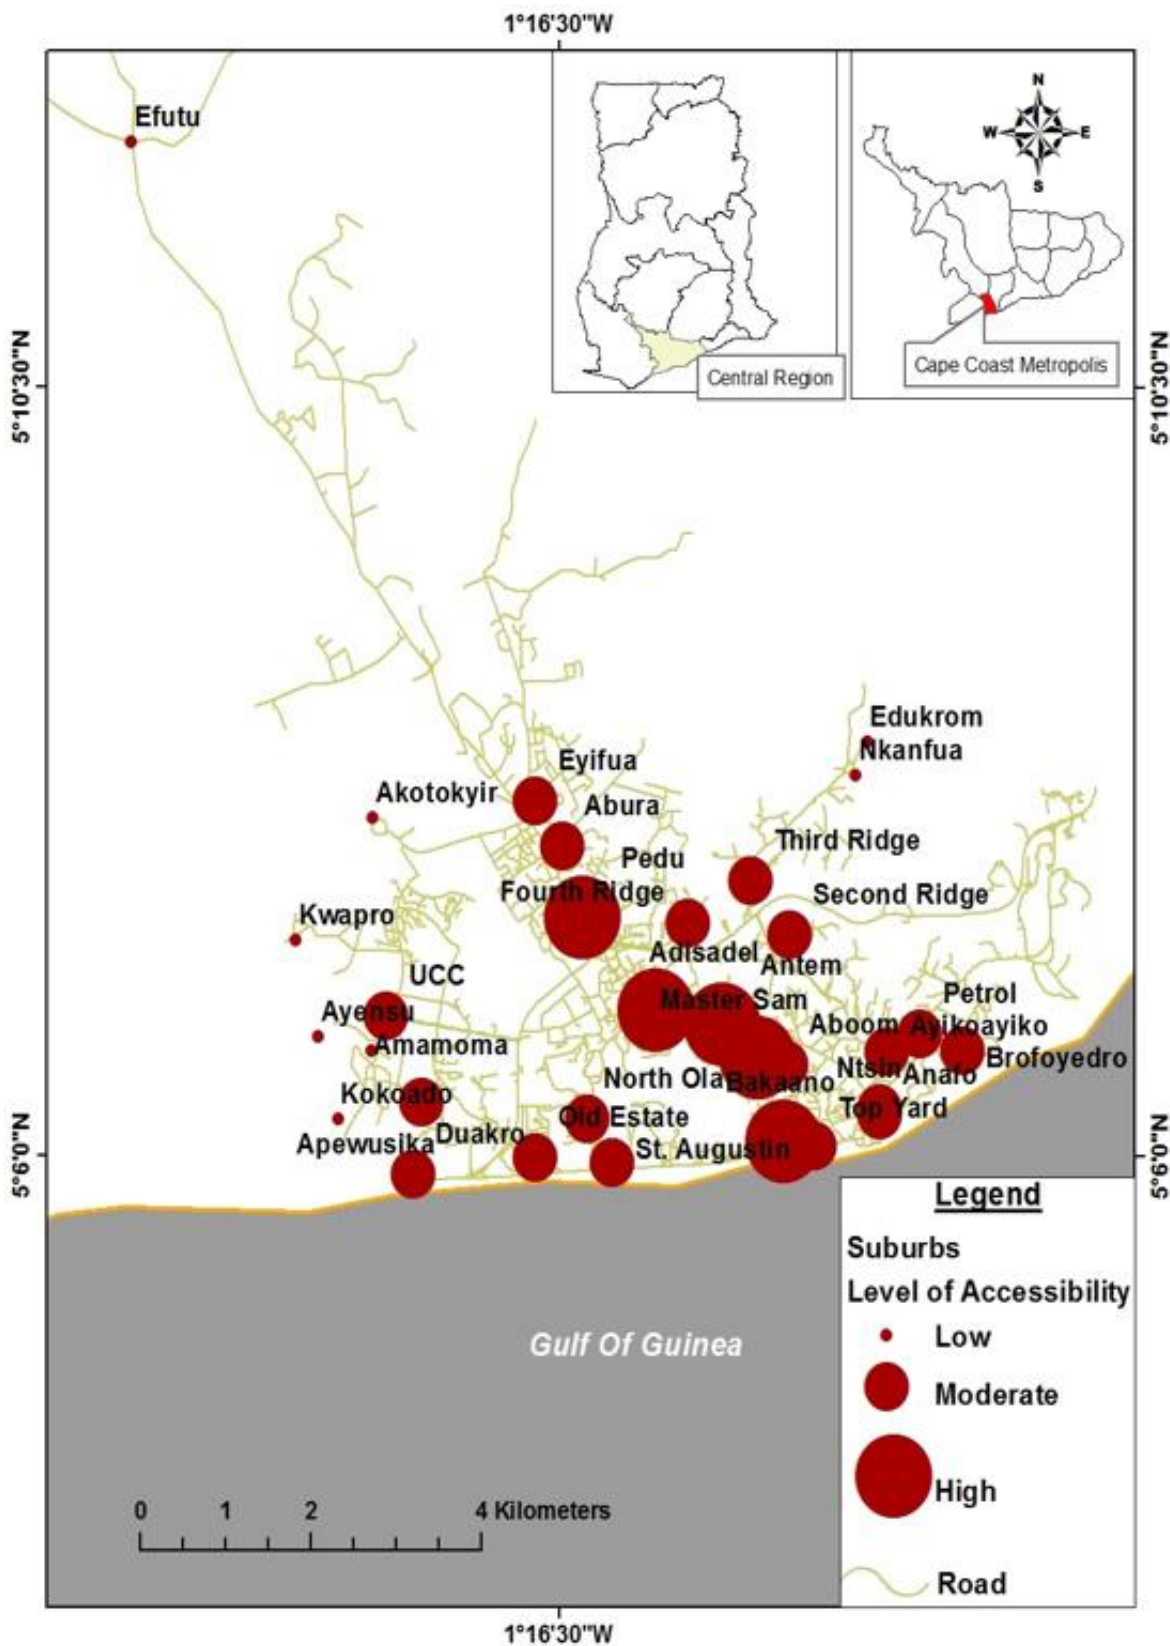 1°16'30"W
Efutu
N
W
E
S
Central Region
Cape Coast Metropolis
5°10'30"N
5°10'30"N
Edukrom
Nkanfua
Eyifua
Akotokyir
Abura
Third Ridge
Pedu
Fourth Ridge
Second Ridge
Kwapro
Adisadel
Antem
UCC
Petrol
Master Sam
Ayensu
Aboom
Ayikoayiko
Amamoma
Brofoyedro
Ntsin
Anafo
North Ola
Bakaano
Kokoado
Top Yard
Old Estate
Duakro
Apewusika
St. Augustin
5°6'0"N
5°6'0"N
Legend
Suburbs
Level of Accessibility
Low
Moderate
High
Road
Gulf Of Guinea
0 1 2 4 Kilometers
1°16'30"W